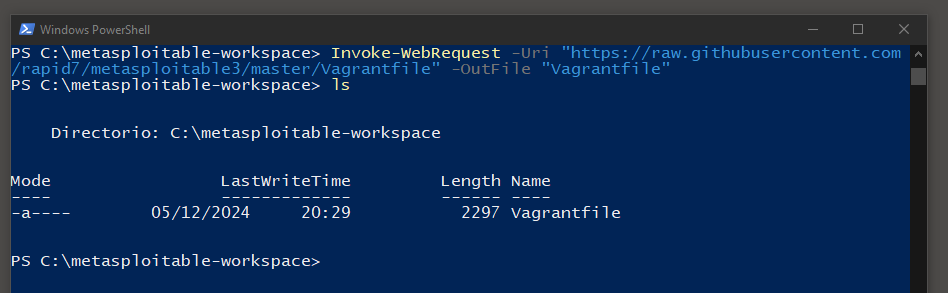 Windows PowerShell
PS C:\metasploitable-workspace> Invoke-WebRequest -Uri "https://raw.githubusercontent.com
/rapid7/metasploitable3/master/Vagrantfile" -OutFile "Vagrantfile"
PS C:\metasploitable-workspace> ls
Directorio: C:\metasploitable-workspace
Mode LastWriteTime Length Name
---- ------------- ------ ----
-a---- 05/12/2024 20:29 2297 Vagrantfile
PS C:\metasploitable-workspace>